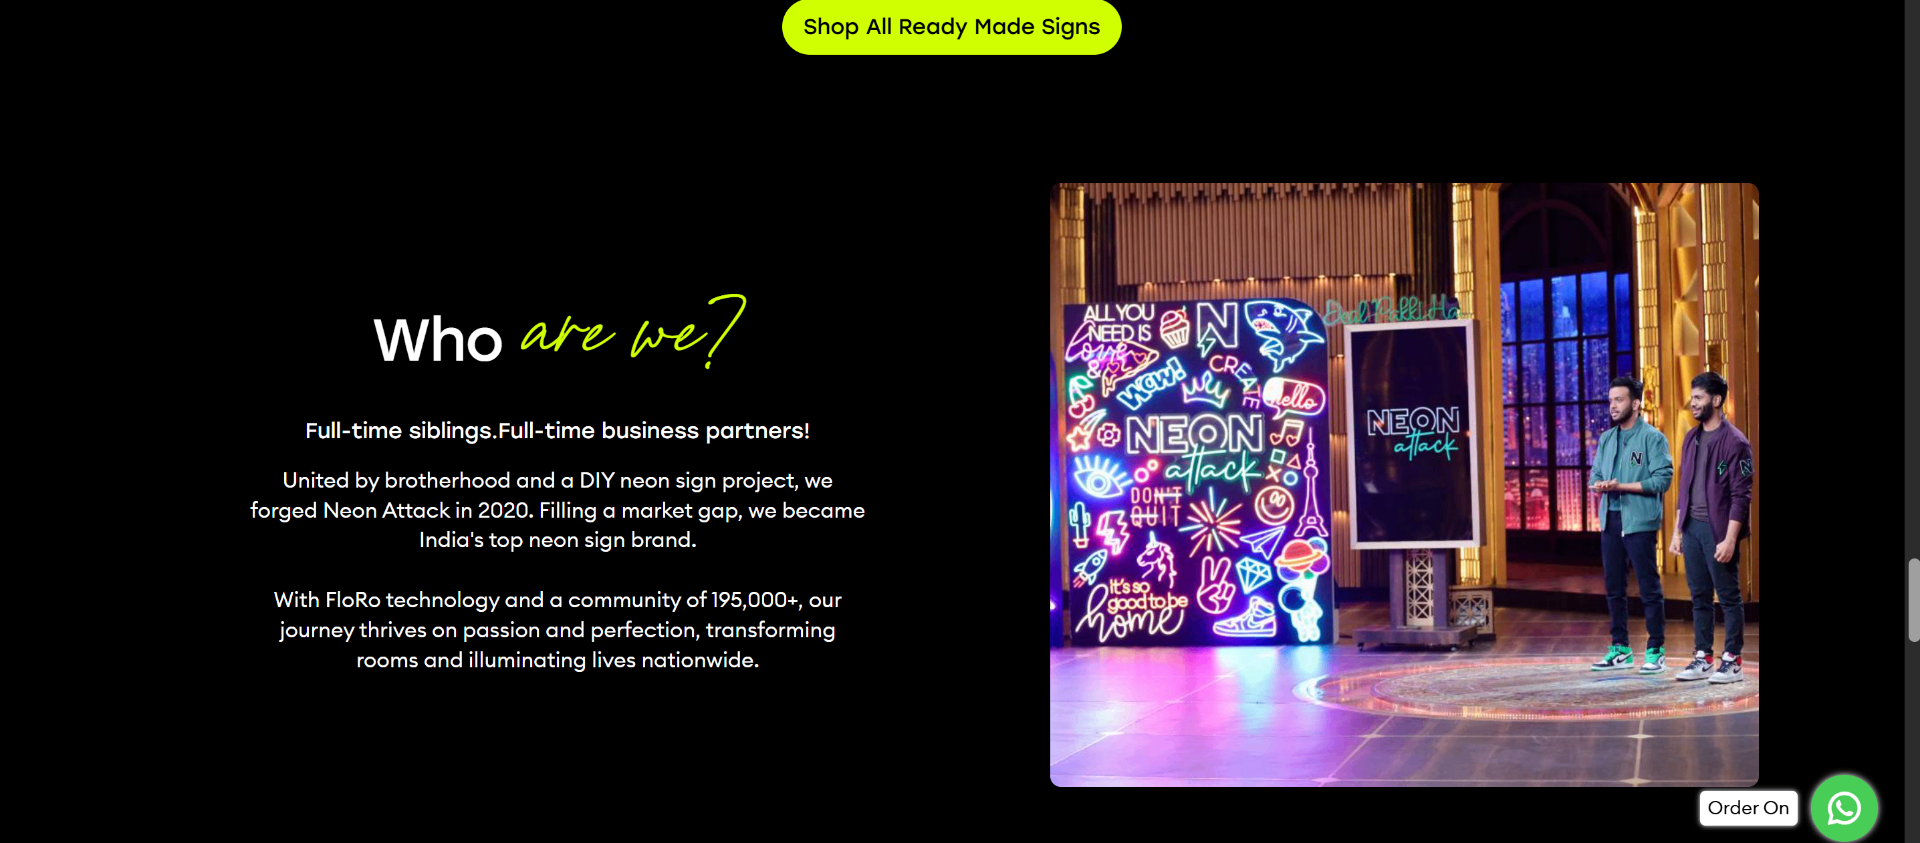 Shop All Ready Made Signs
Who are we?
Full-time siblings.Full-time business partners!
United by brotherhood and a DIY neon sign project, we
forged Neon Attack in 2020. Filling a market gap, we became
India's top neon sign brand.
With FloRo technology and a community of 195,000+, our
journey thrives on passion and perfection, transforming
rooms and illuminating lives nationwide.
ALL YOU
NEED IS
N
CREATE
WOW!
hello
NEON
attack
DON'T
QUIT
It's so
good to be
home
Deal Pakki Hai
NEON
attack
N
N
Order On